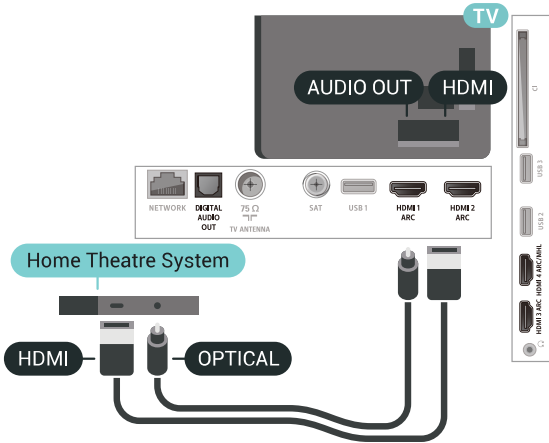 TV
AUDIO OUT
HDMI
CI
USB 3
USB 2
HDMI 4 ARC/MHL
HDMI 3 ARC
NETWORK
DIGITAL
AUDIO
OUT
75 Ω
TV ANTENNA
SAT
USB 1
HDMI 1
ARC
HDMI 2
ARC
Home Theatre System
HDMI
OPTICAL